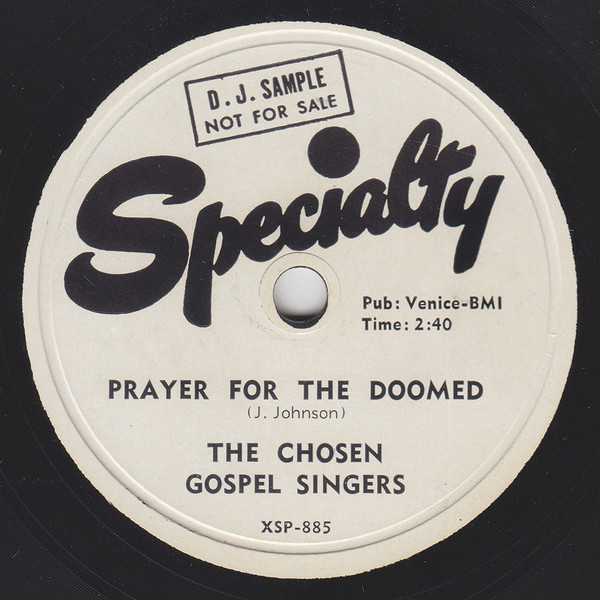 D. J. SAMPLE
NOT FOR SALE
Specialty
Pub: Venice-BMI
Time: 2:40
PRAYER FOR THE DOOMED
(J. Johnson)
THE CHOSEN
GOSPEL SINGERS
XSP-885